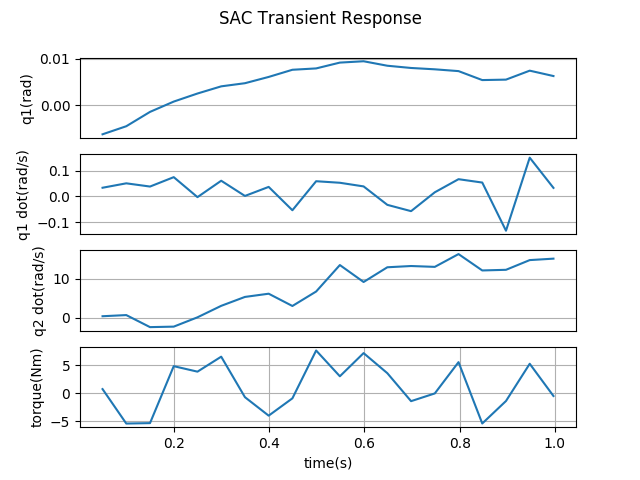 SAC Transient Response
0.01
0.00
q1(rad)
0.1
0.0
−0.1
q1 dot(rad/s)
10
0
q2 dot(rad/s)
5
0
−5
torque(Nm)
0.2 0.4 0.6 0.8 1.0
time(s)